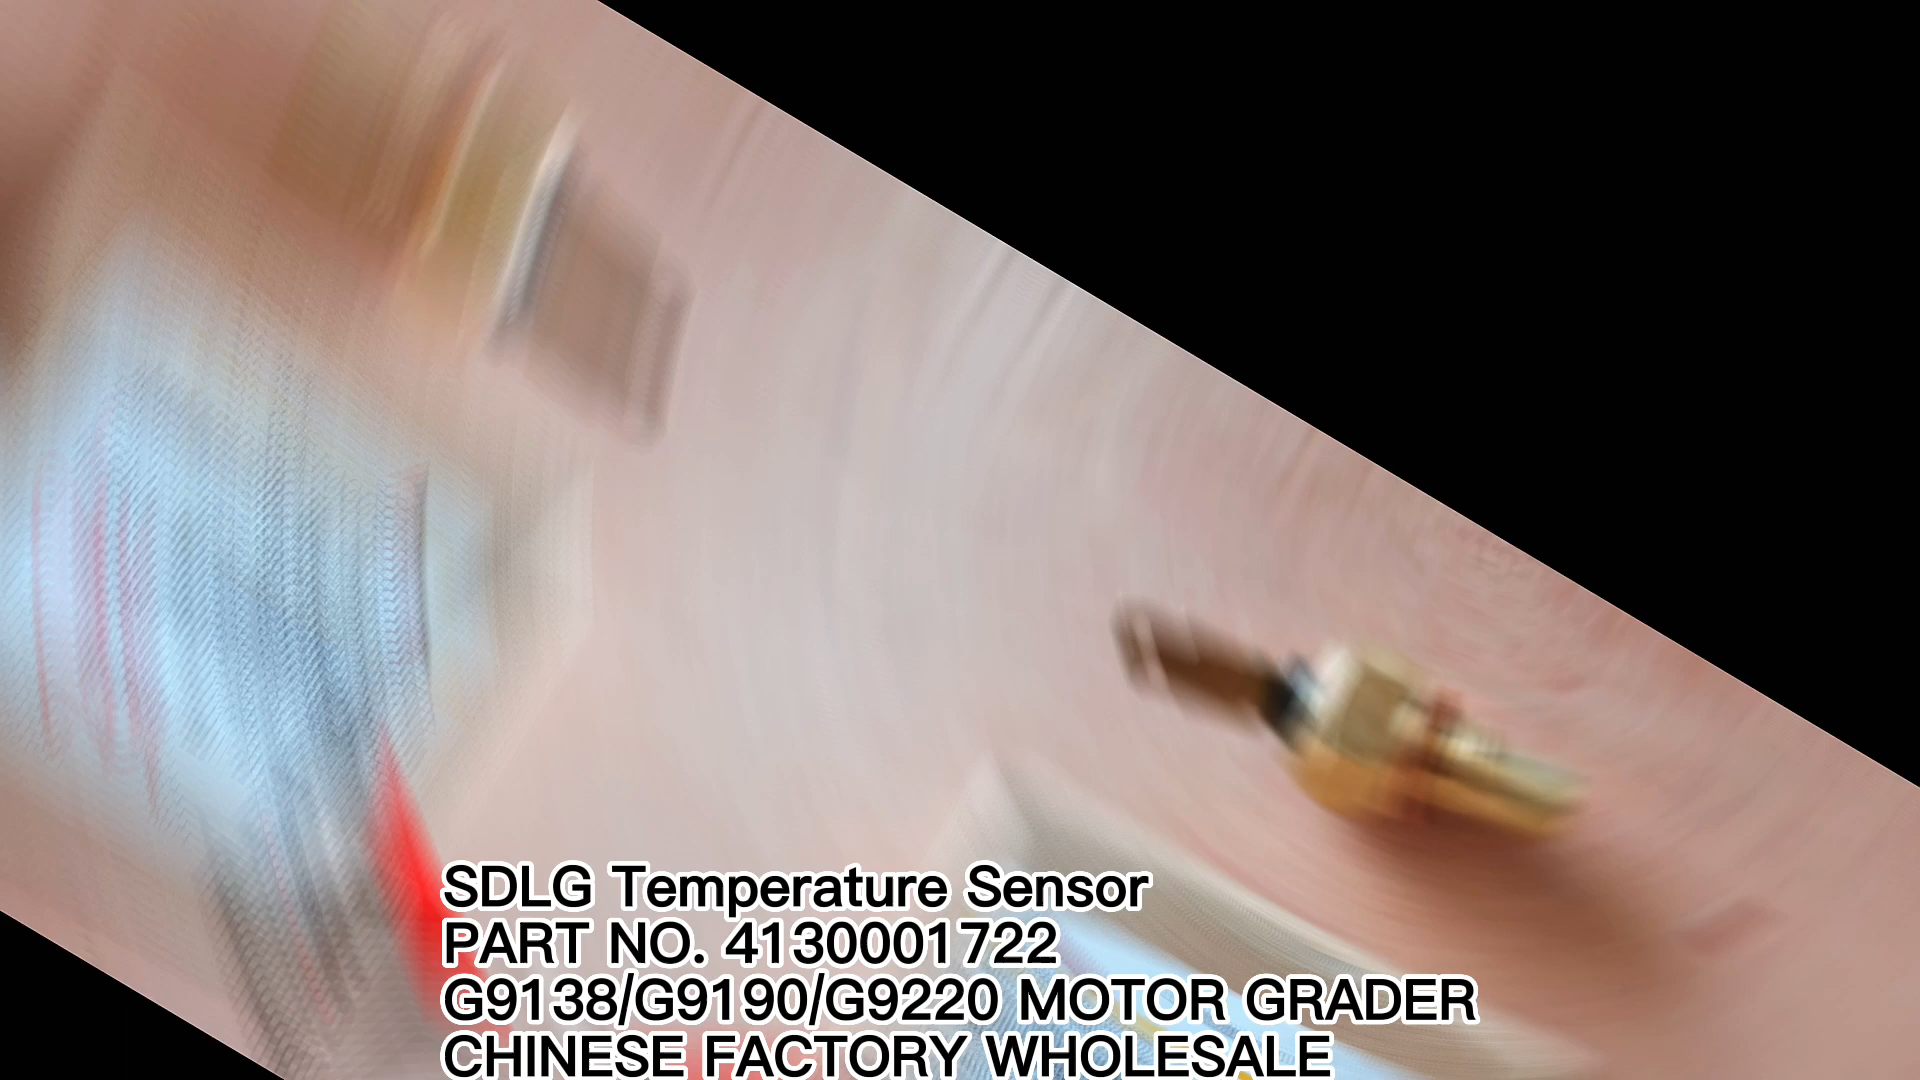 SDLG Temperature Sensor
PART NO. 4130001722
G9138/G9190/G9220 MOTOR GRADER
CHINESE FACTORY WHOLESALE